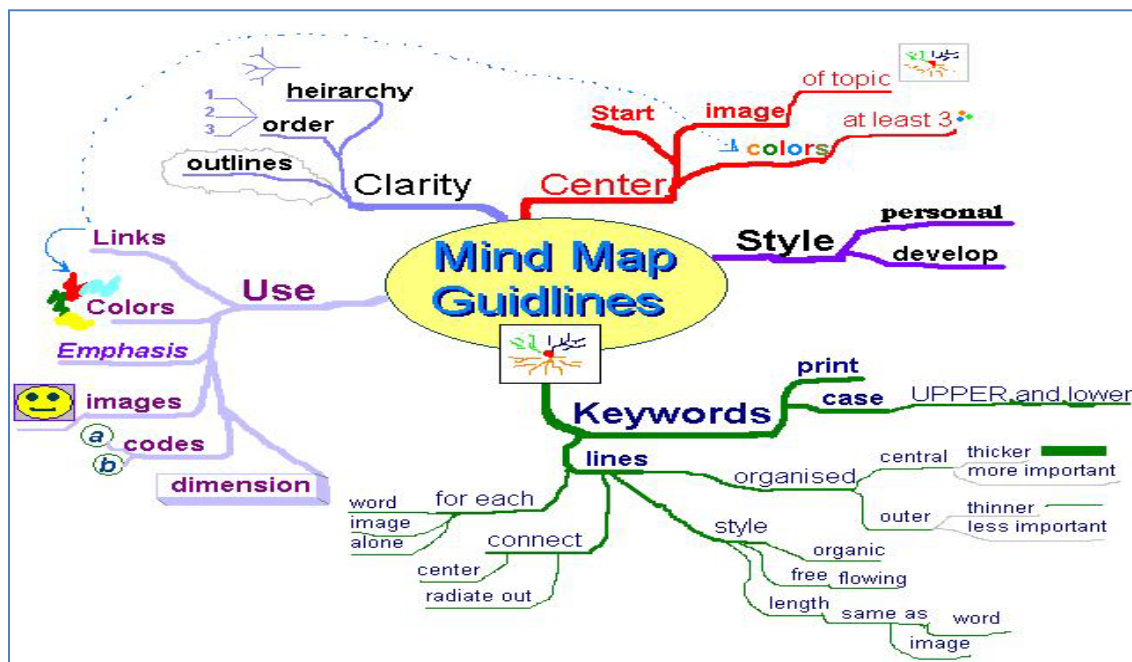 Mind Map
Guidlines
Center
Start
image
of topic
colors
at least 3
Style
personal
develop
Keywords
print
case
UPPER and lower
lines
organised
central
thicker
more important
outer
thinner
less important
style
organic
free flowing
length
same as
word
image
connect
center
radiate out
for each
word
image
alone
Use
Links
Colors
Emphasis
images
codes
a
b
dimension
Clarity
heirarchy
order
1
2
3
outlines